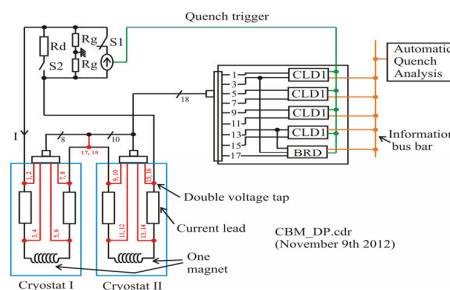 Quench trigger
Rd
Rg
S1
Rg
S2
I
8
10
18
17, 18
1
3
5
7
9
11
13
15
17
CLD1
CLD1
CLD1
CLD1
BRD
Automatic
Quench
Analysis
Information
bus bar
1, 2
7, 8
9, 10
15, 16
3, 4
5, 6
11, 12
13, 14
Double voltage tap
Current lead
One
magnet
CBM_DP.cdr
(November 9th 2012)
Cryostat I
Cryostat II